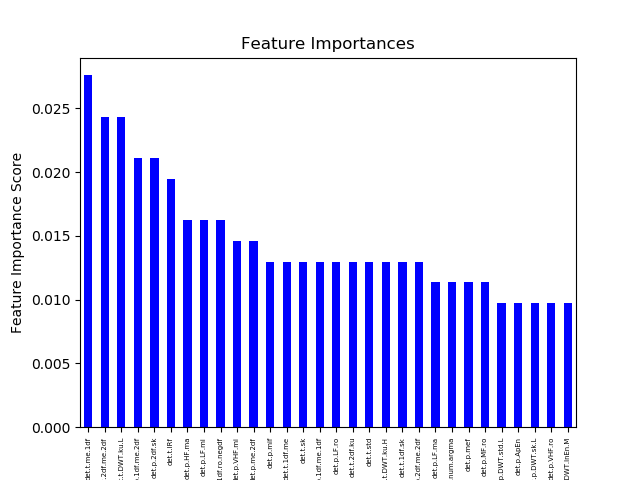 Feature Importances
Feature Importance Score
0.025
0.020
0.015
0.010
0.005
0.000
det.t.me.1df
.2df.me.2df
t.t.DWT.ku.L
.1df.me.2df
det.p.2df.sk
det.t.IRf
det.p.HF.ma
det.p.LF.mi
1df.ro.negdf
det.p.VHF.mi
det.p.me.2df
det.p.mif
det.t.1df.me
det.t.sk
.1df.me.1df
det.p.LF.ro
det.t.2df.ku
det.t.std
.t.DWT.ku.H
det.t.1df.sk
.2df.me.2df
det.p.LF.ma
.num.argma
det.p.mef
det.p.MF.ro
p.DWT.std.L
det.p.AgEn
.p.DWT.sk.L
det.p.VHF.ro
DWT.lnEn.M